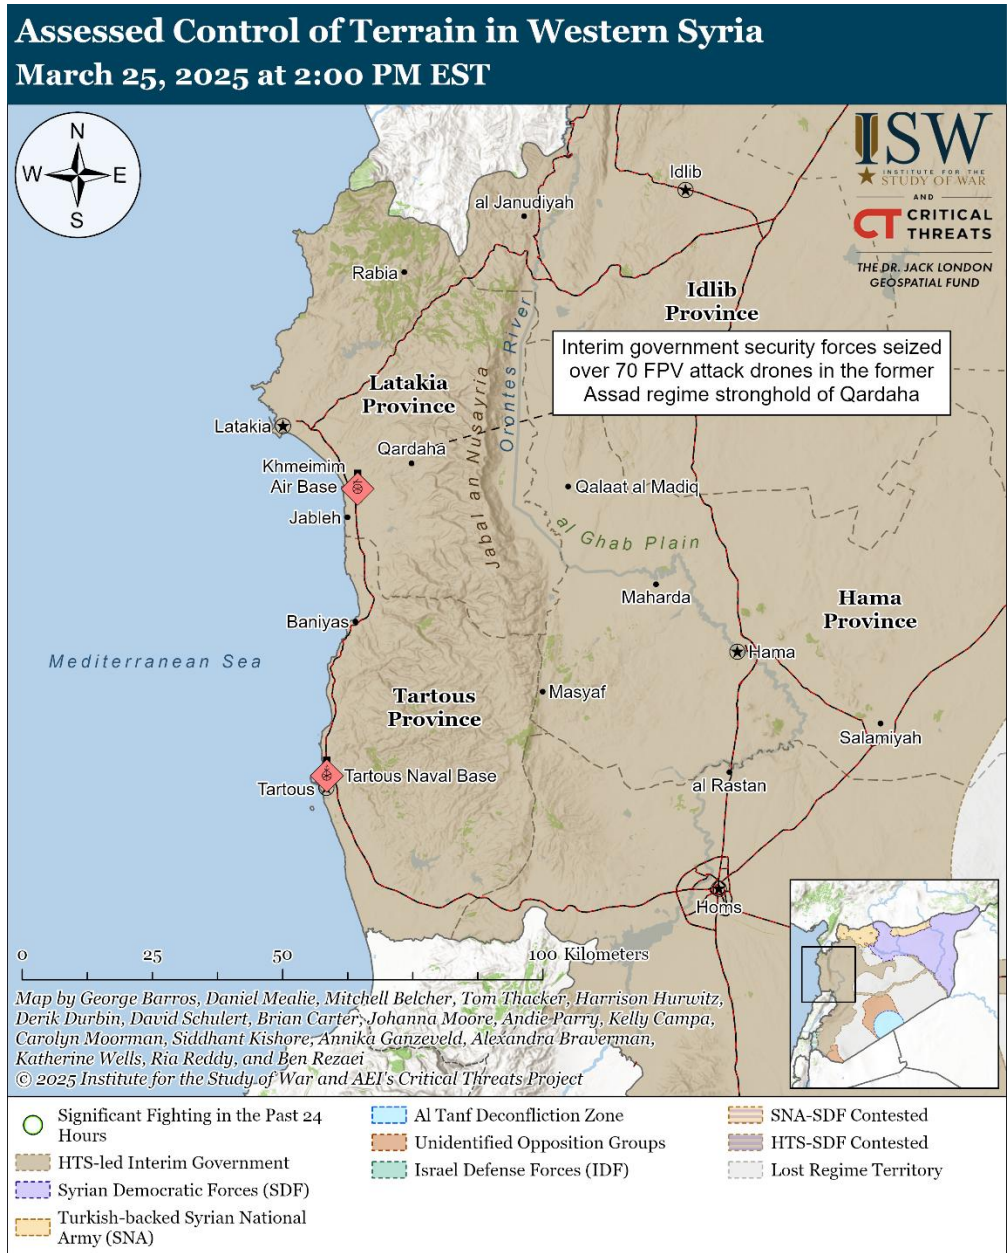 Assessed Control of Terrain in Western Syria
March 25, 2025 at 2:00 PM EST
N
W
E
S
ISW
INSTITUTE FOR THE
STUDY OF WAR
AND
CT CRITICAL
THREATS
THE DR. JACK LONDON
GEOSPATIAL FUND
Idlib
al Janudiyah
Rabia
Idlib
Province
Interim government security forces seized
over 70 FPV attack drones in the former
Assad regime stronghold of Qardaha
Orontes River
Latakia
Province
Latakia
Qardaha
Jabal an Nusayria
Khmeimim
Air Base
Jableh
Qalaat al Madiq
al Ghab Plain
Maharda
Hama
Province
Baniyas
Hama
Mediterranean Sea
Masyaf
Tartous
Province
Salamiyah
Tartous Naval Base
Tartous
al Rastan
Homs
0
25
50
100 Kilometers
Map by George Barros, Daniel Mealie, Mitchell Belcher, Tom Thacker, Harrison Hurwitz,
Derik Durbin, David Schulert, Brian Carter, Johanna Moore, Andie Parry, Kelly Campa,
Carolyn Moorman, Siddhant Kishore, Annika Ganzeveld, Alexandra Braverman,
Katherine Wells, Ria Reddy, and Ben Rezaei
© 2025 Institute for the Study of War and AEI's Critical Threats Project
Significant Fighting in the Past 24
Hours
HTS-led Interim Government
Syrian Democratic Forces (SDF)
Turkish-backed Syrian National
Army (SNA)
Al Tanf Deconfliction Zone
Unidentified Opposition Groups
Israel Defense Forces (IDF)
SNA-SDF Contested
HTS-SDF Contested
Lost Regime Territory